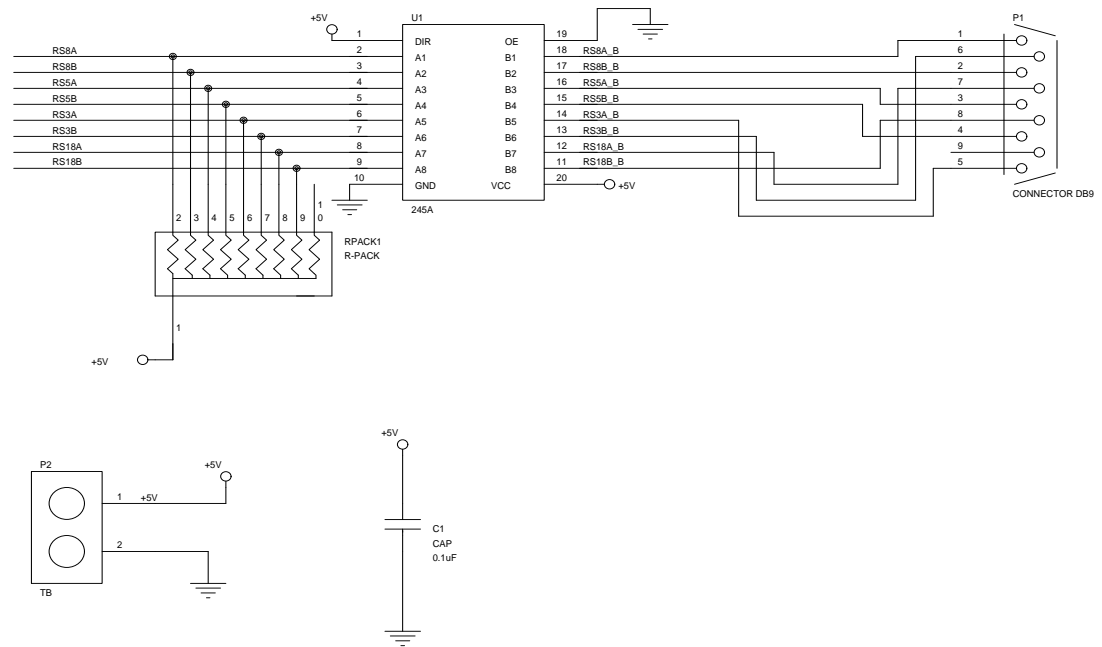 +5V
U1
P1
1
DIR
OE
19
1
RS8A
2
A1
B1
18
RS8A_B
6
RS8B
3
A2
B2
17
RS8B_B
2
RS5A
4
A3
B3
16
RS5A_B
7
RS5B
5
A4
B4
15
RS5B_B
3
RS3A
6
A5
B5
14
RS3A_B
8
RS3B
7
A6
B6
13
RS3B_B
4
RS18A
8
A7
B7
12
RS18A_B
9
RS18B
9
A8
B8
11
RS18B_B
5
10
GND
VCC
20
+5V
CONNECTOR DB9
245A
2 3 4 5 6 7 8 9 10
RPACK1
R-PACK
1
+5V
+5V
P2
+5V
1
+5V
2
TB
C1
CAP
0.1uF